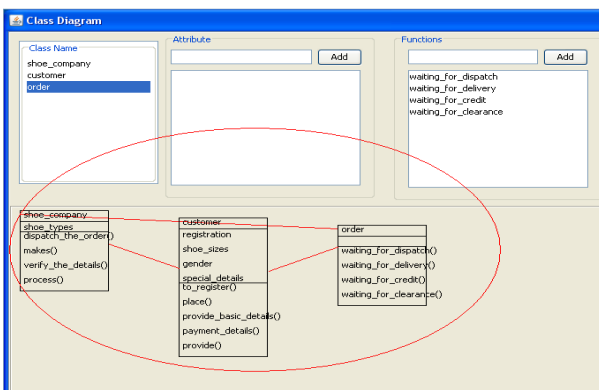 Class Diagram
Class Name
shoe_company
customer
order
Attribute
Add
Functions
Add
waiting_for_dispatch
waiting_for_delivery
waiting_for_credit
waiting_for_clearance
shoe_company
shoe_types
dispatch_the_order()
makes()
verify_the_details()
process()
customer
registration
shoe_sizes
gender
special_details
to_register()
place()
provide_basic_details()
payment_details()
provide()
order
waiting_for_dispatch()
waiting_for_delivery()
waiting_for_credit()
waiting_for_clearance()